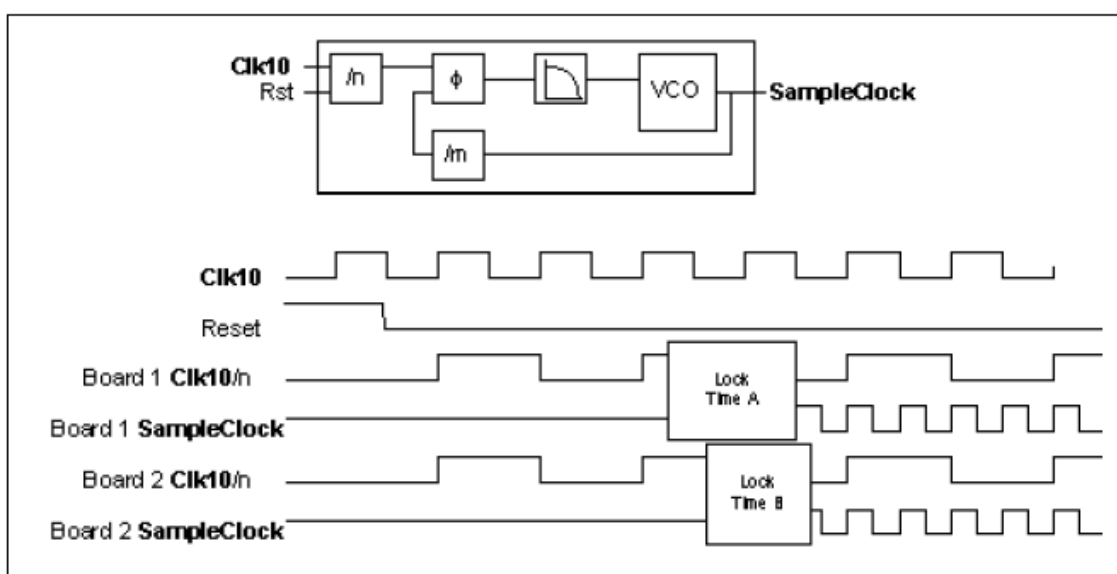 Clk10
Rst
/n
ϕ
VCO
SampleClock
/m
Clk10
Reset
Board 1 Clk10/n
Lock
Time A
Board 1 SampleClock
Board 2 Clk10/n
Lock
Time B
Board 2 SampleClock